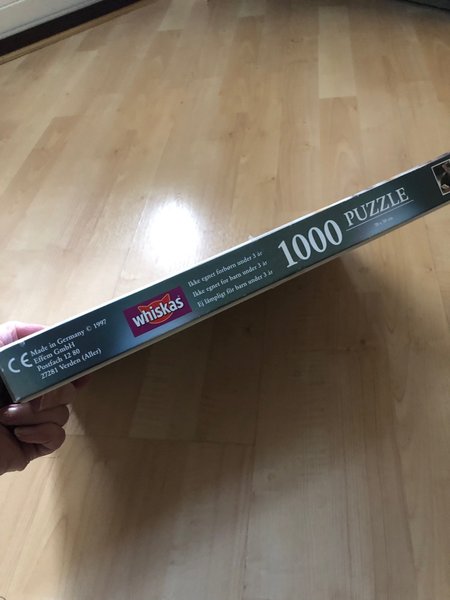 CE Made in Germany © 1997
Effem GmbH
Postfach 12 80
27281 Verden (Aller)
whiskas
Ikke egnet forbørn under 3 år
Ikke egnet for barn under 3 år
Ej lämpligt för barn under 3 år
1000 PUZZLE